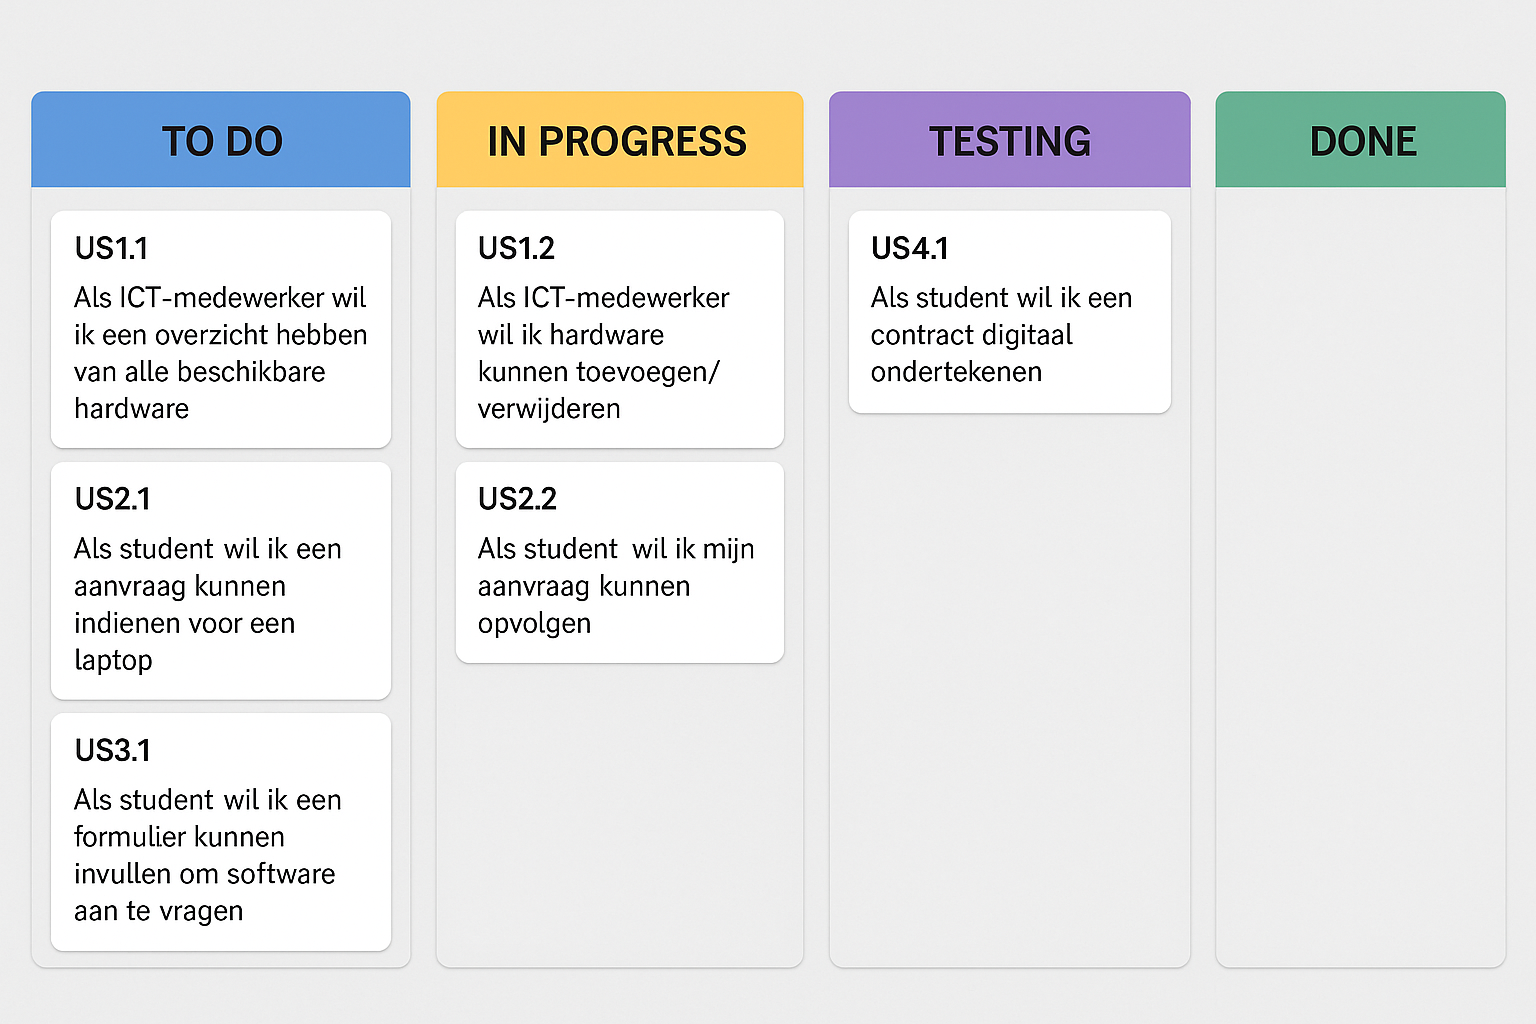 TO DO
US1.1
Als ICT-medewerker wil
ik een overzicht hebben
van alle beschikbare
hardware
US2.1
Als student wil ik een
aanvraag kunnen
indienen voor een
laptop
US3.1
Als student wil ik een
formulier kunnen
invullen om software
aan te vragen
IN PROGRESS
US1.2
Als ICT-medewerker
wil ik hardware
kunnen toevoegen/
verwijderen
US2.2
Als student wil ik mijn
aanvraag kunnen
opvolgen
TESTING
US4.1
Als student wil ik een
contract digitaal
ondertekenen
DONE